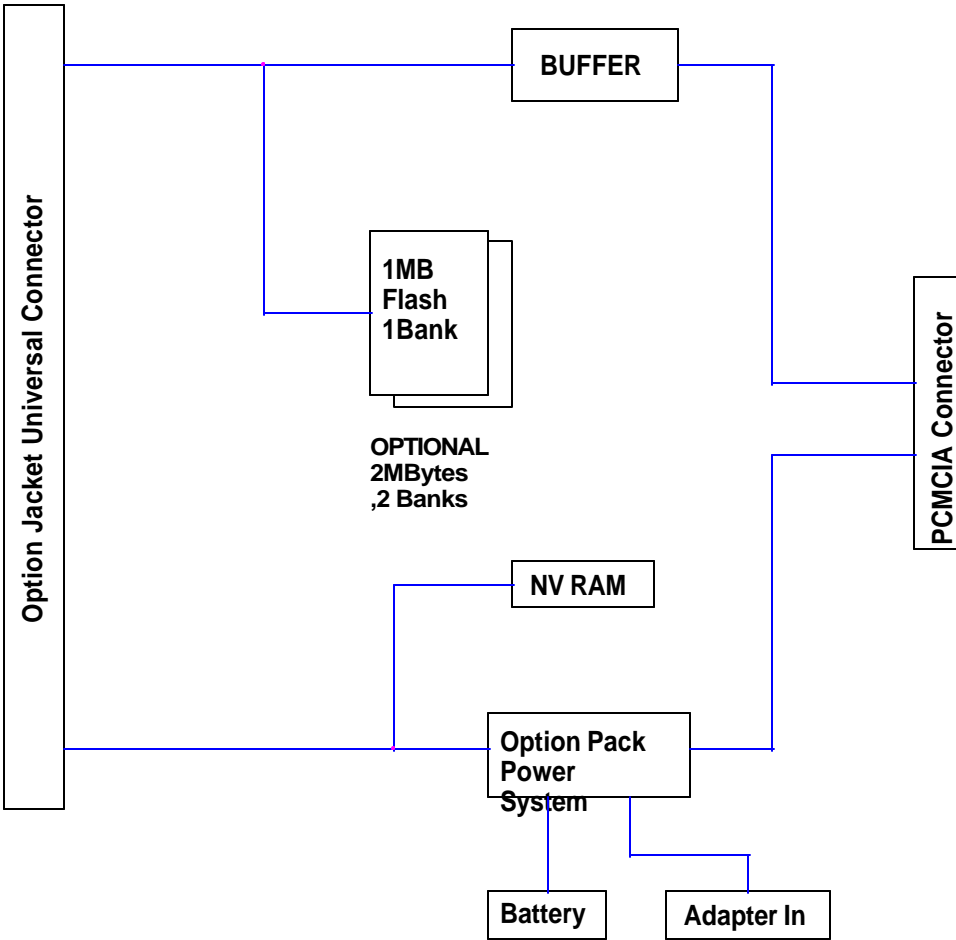 BUFFER
Option Jacket Universal Connector
1MB
Flash
1Bank
PCMCIA Connector
OPTIONAL
2MBytes
,2 Banks
NV RAM
Option Pack
Power
System
Battery
Adapter In